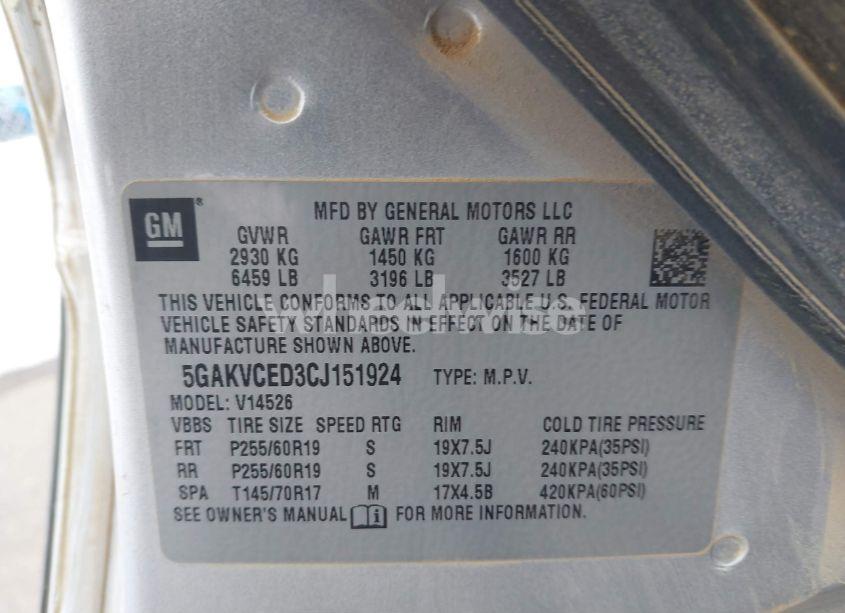 GM® MFD BY GENERAL MOTORS LLC
GVWR GAWR FRT GAWR RR
2930 KG 1450 KG 1600 KG
6459 LB 3196 LB 3527 LB
THIS VEHICLE CONFORMS TO ALL APPLICABLE U.S. FEDERAL MOTOR
VEHICLE SAFETY STANDARDS IN EFFECT ON THE DATE OF
MANUFACTURE SHOWN ABOVE.
5GAKVCED3CJ151924 TYPE: M.P.V.
MODEL: V14526
VBBS TIRE SIZE SPEED RTG RIM COLD TIRE PRESSURE
FRT P255/60R19 S 19X7.5J 240KPA(35PSI)
RR P255/60R19 S 19X7.5J 240KPA(35PSI)
SPA T145/70R17 M 17X4.5B 420KPA(60PSI)
SEE OWNER'S MANUAL FOR MORE INFORMATION.